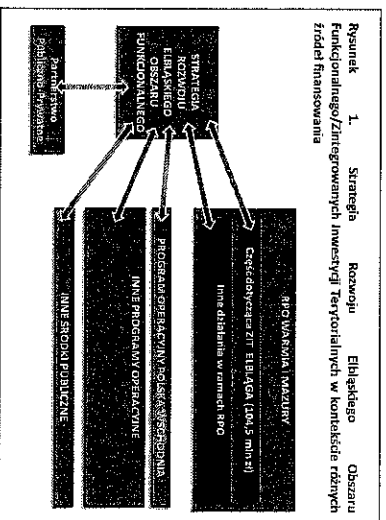 Rysunek 1. Strategia Rozwoju Elbląskiego Obszaru
Funkcjonalnego/Zintegrowanych Inwestycji Terytorialnych w kontekście różnych
źródeł finansowania
STRATEGIA
ROZWOJU
ELBLĄSKIEGO
OBSZARU
FUNKCJONALNEGO
Partnerstwo
Publiczno-Prywatne
RPO WARMIA I MAZURY
Część dotycząca ZIT ELBLĄGA (104,5 mln zł)
Inne działania w ramach RPO
PROGRAM OPERACYJNY POLSKA WSCHODNIA
INNE PROGRAMY OPERACYJNE
INNE ŚRODKI PUBLICZNE